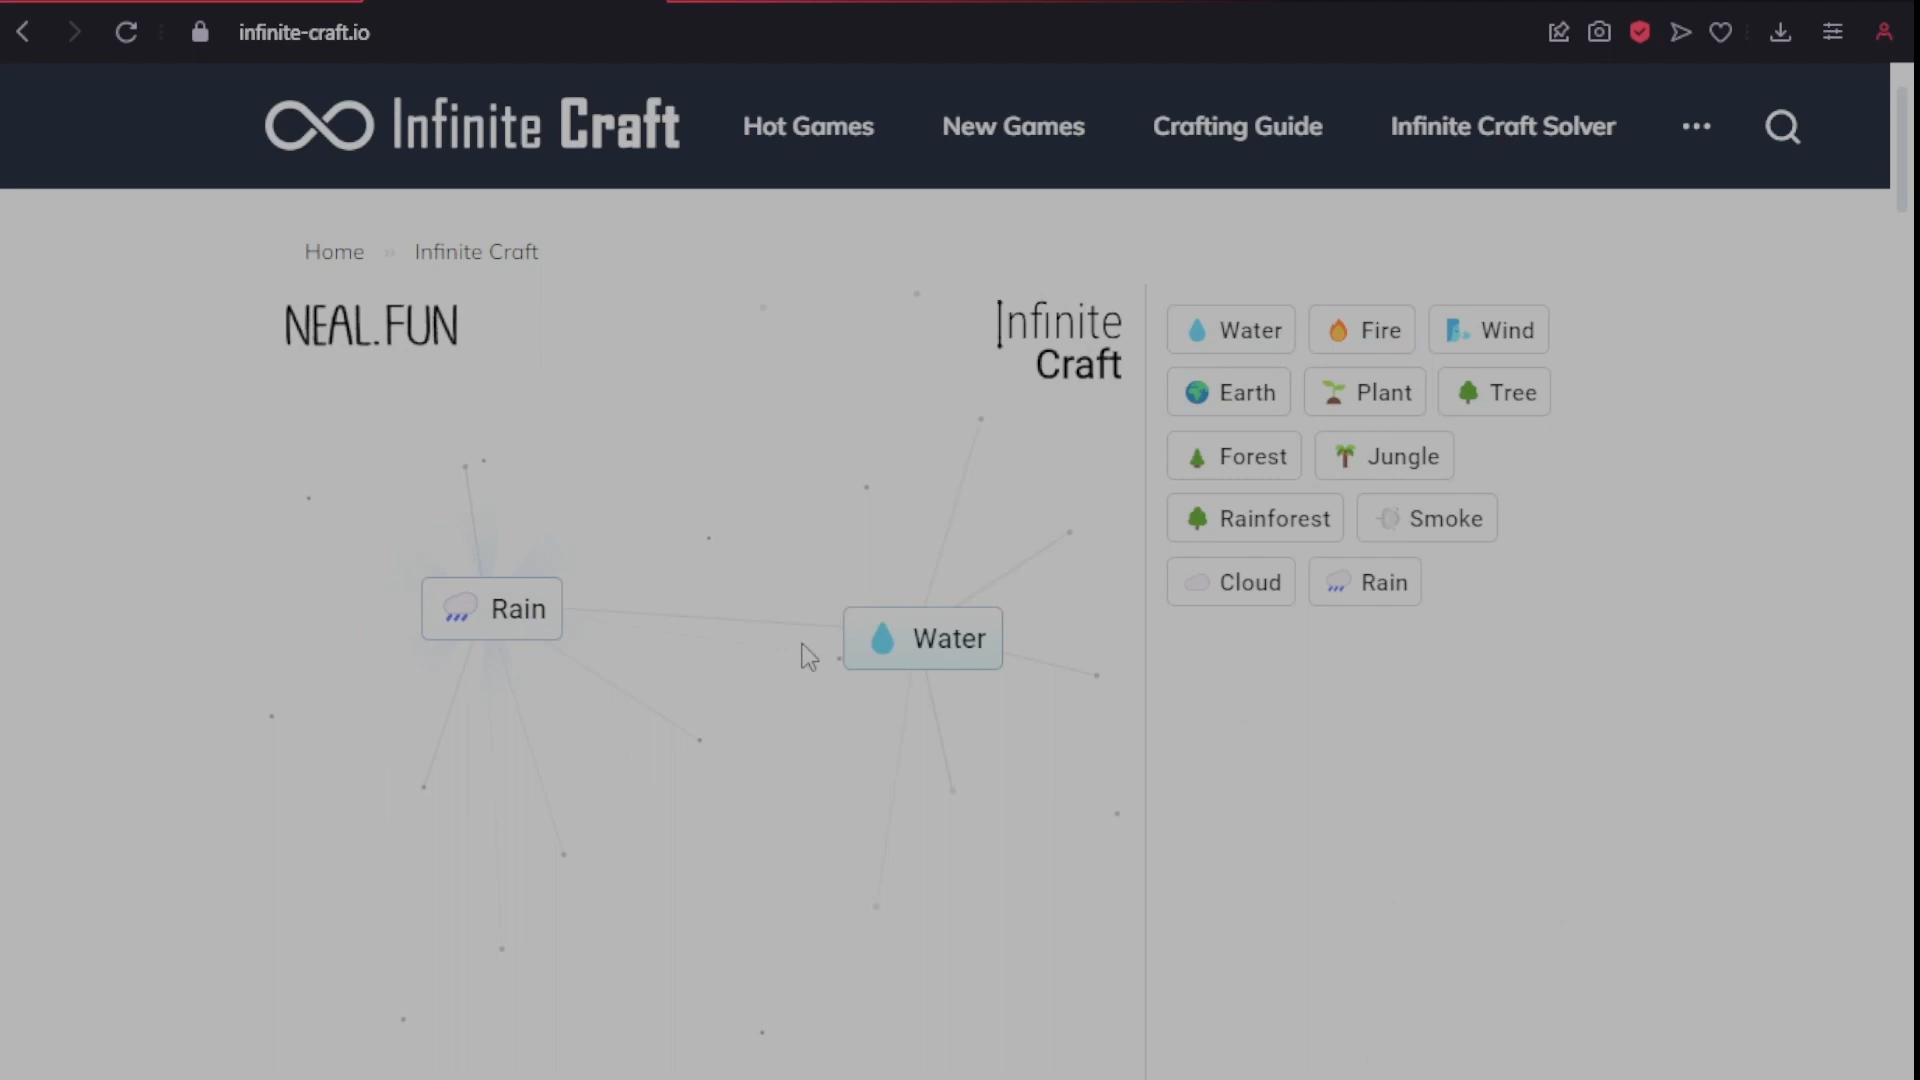 infinite-craft.io
Infinite Craft
Hot Games
New Games
Crafting Guide
Infinite Craft Solver
Home » Infinite Craft
NEAL.FUN
Infinite
Craft
Water
Fire
Wind
Earth
Plant
Tree
Forest
Jungle
Rainforest
Smoke
Cloud
Rain
Rain
Water